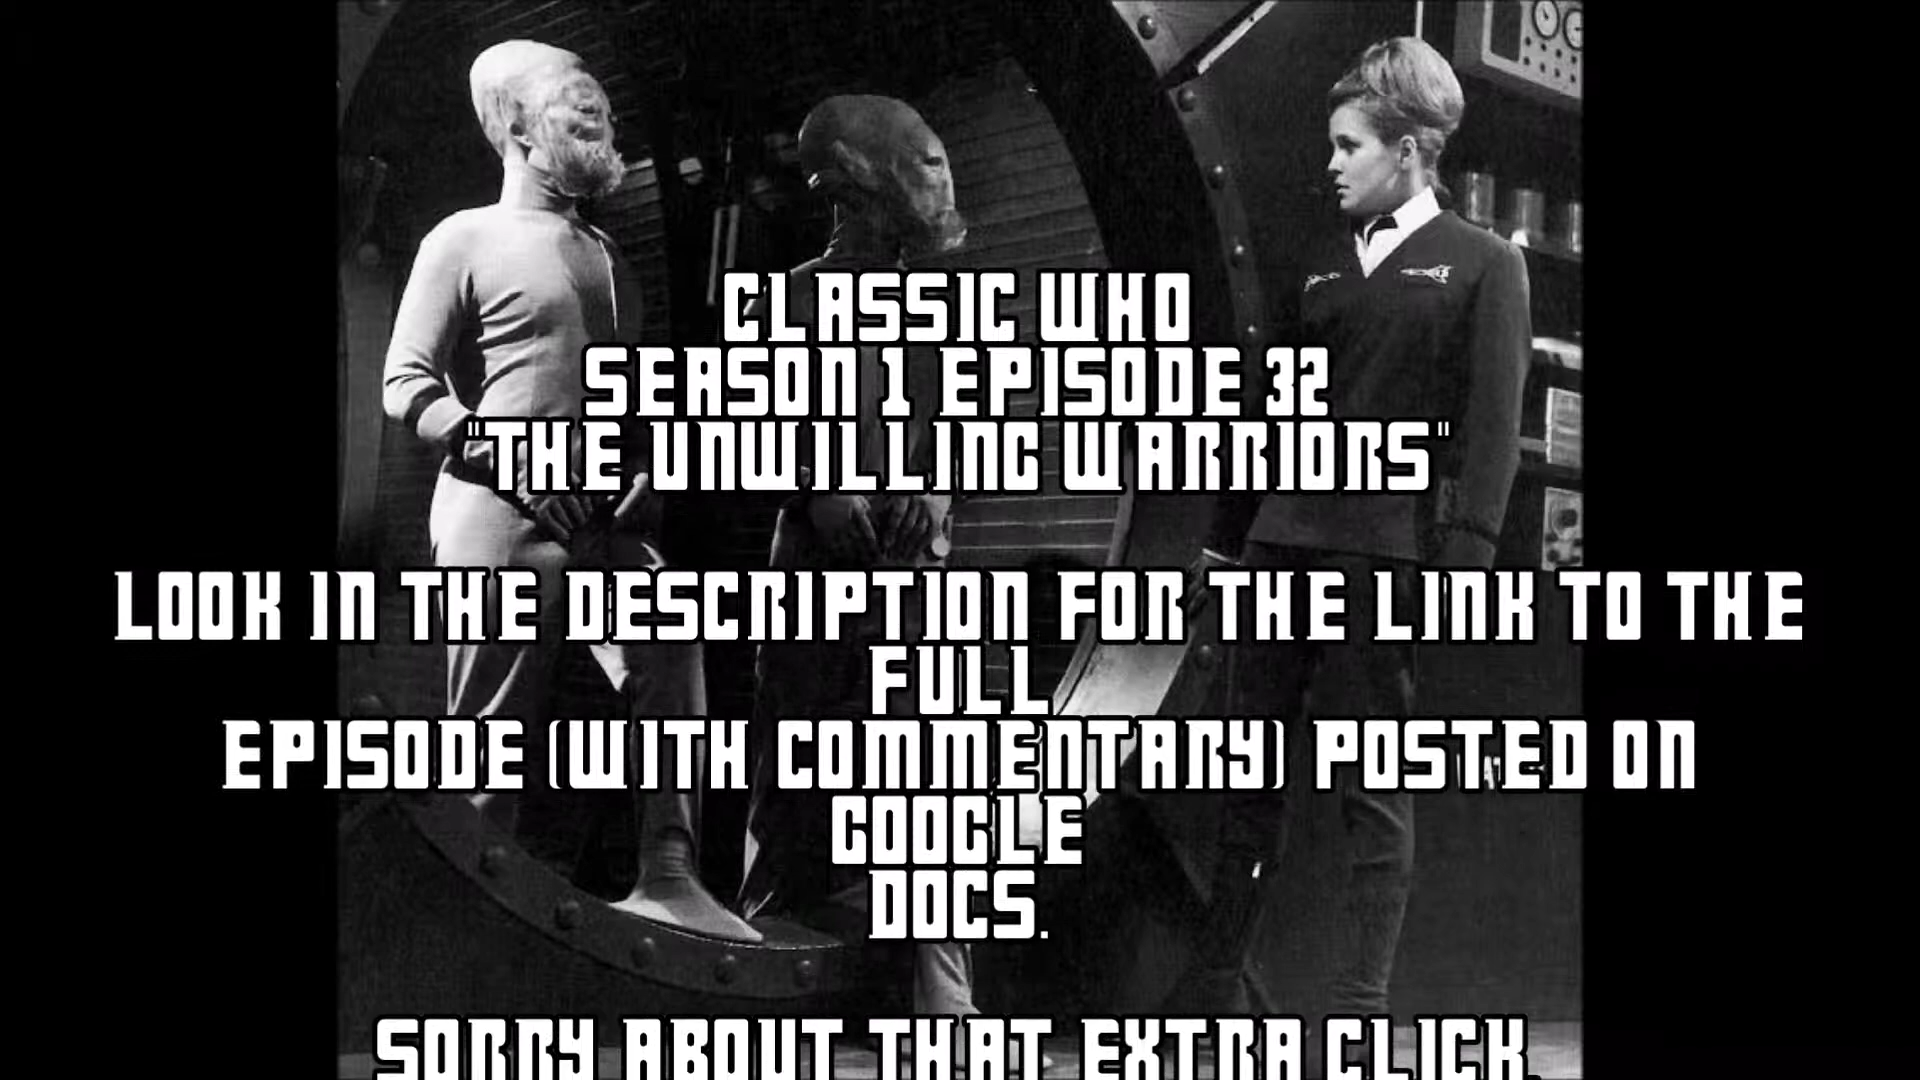 CLASSIC WHO
SEASON 1 EPISODE 32
"THE UNWILLING WARRIORS"
LOOK IN THE DESCRIPTION FOR THE LINK TO THE
FULL
EPISODE (WITH COMMENTARY) POSTED ON
GOOGLE
DOCS.
SORRY ABOUT THAT EXTRA CLICK.